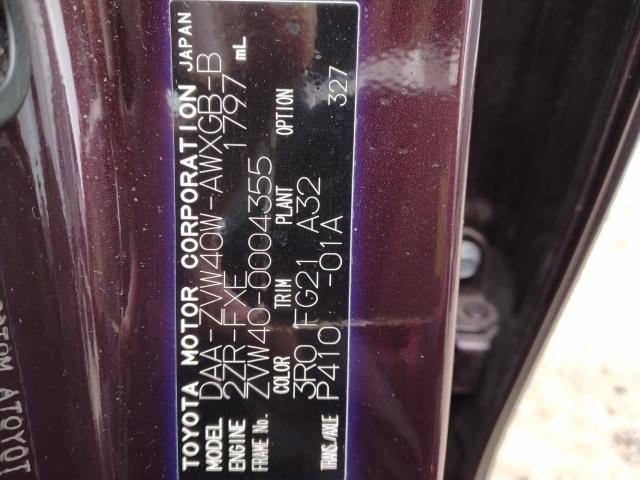 TOYOTA MOTOR CORPORATION JAPAN
MODEL DAA-ZVW40W-AWXGB-B
ENGINE 2ZR-FXE 1797 mL
FRAME No. ZVW40-0004355
COLOR TRIM PLANT OPTION
3R0 FG21 A32 327
TRANS./AXLE P410 -01A